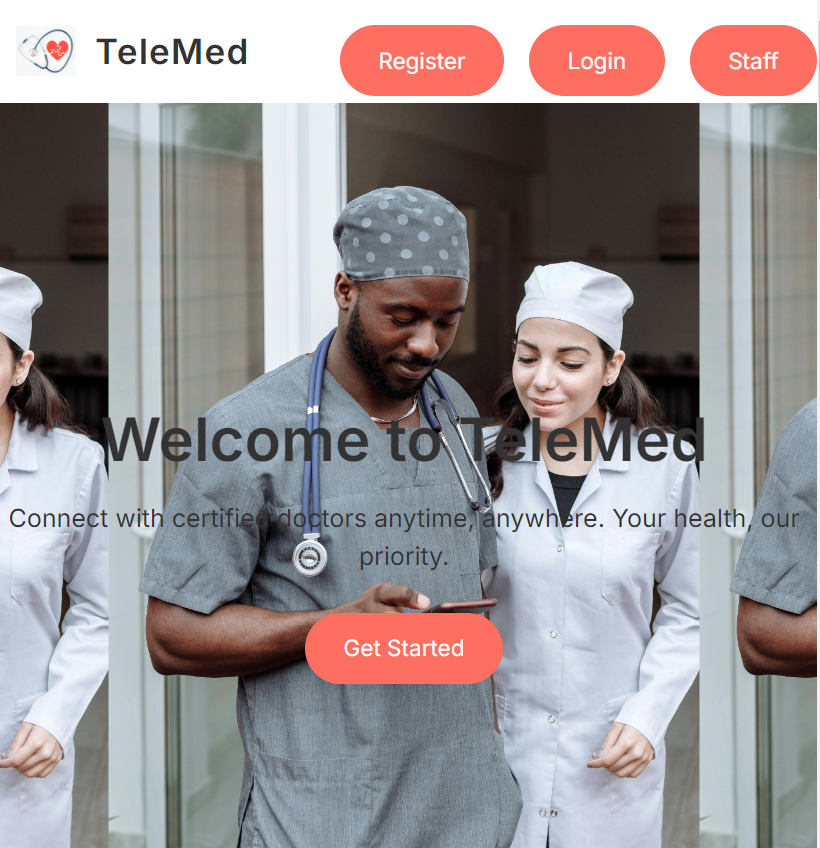 TeleMed
Register
Login
Staff
Welcome to TeleMed
Connect with certified doctors anytime, anywhere. Your health, our
priority.
Get Started